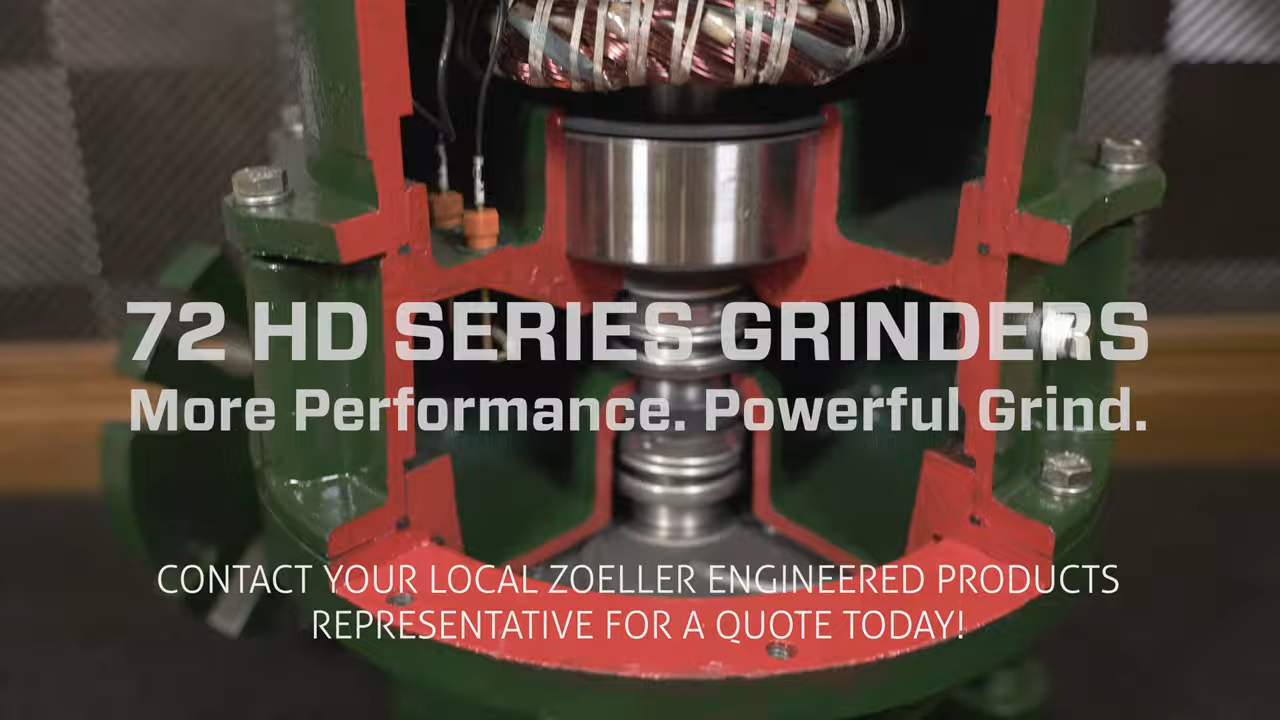 72 HD SERIES GRINDERS
More Performance. Powerful Grind.
CONTACT YOUR LOCAL ZOELLER ENGINEERED PRODUCTS
REPRESENTATIVE FOR A QUOTE TODAY!